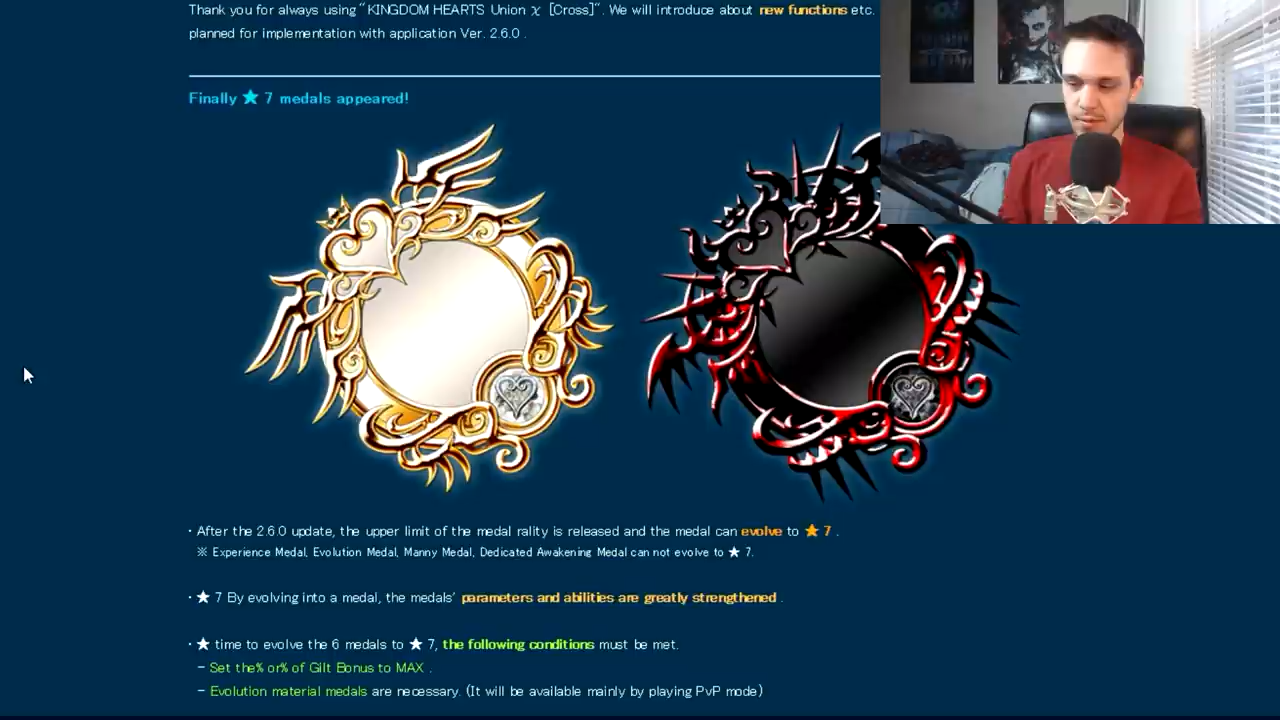 Thank you for always using "KINGDOM HEARTS Union χ [Cross]". We will introduce about new functions etc.
planned for implementation with application Ver. 2.6.0 .
Finally ★ 7 medals appeared!
・After the 2.6.0 update, the upper limit of the medal rality is released and the medal can evolve to ★ 7 .
※ Experience Medal, Evolution Medal, Manny Medal, Dedicated Awakening Medal can not evolve to ★ 7.
・★ 7 By evolving into a medal, the medals' parameters and abilities are greatly strengthened .
・★ time to evolve the 6 medals to ★ 7, the following conditions must be met.
− Set the% or% of Gilt Bonus to MAX .
− Evolution material medals are necessary. (It will be available mainly by playing PvP mode)